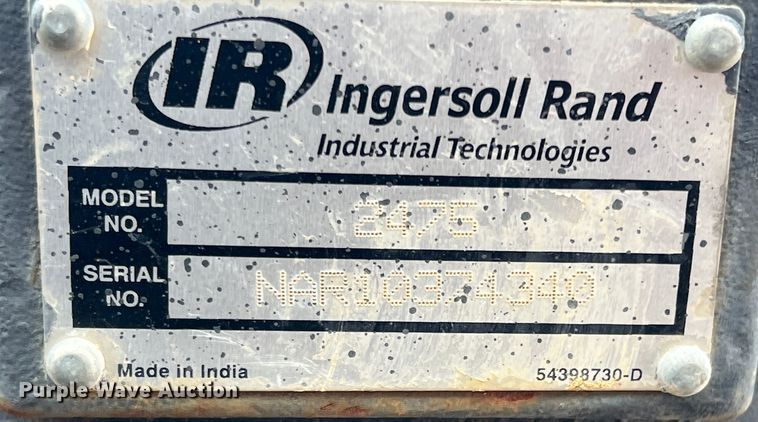 IR Ingersoll Rand
Industrial Technologies
MODEL NO.
2475
SERIAL NO.
NAR10374340
Made in India
54398730-D
Purple Wave Auction